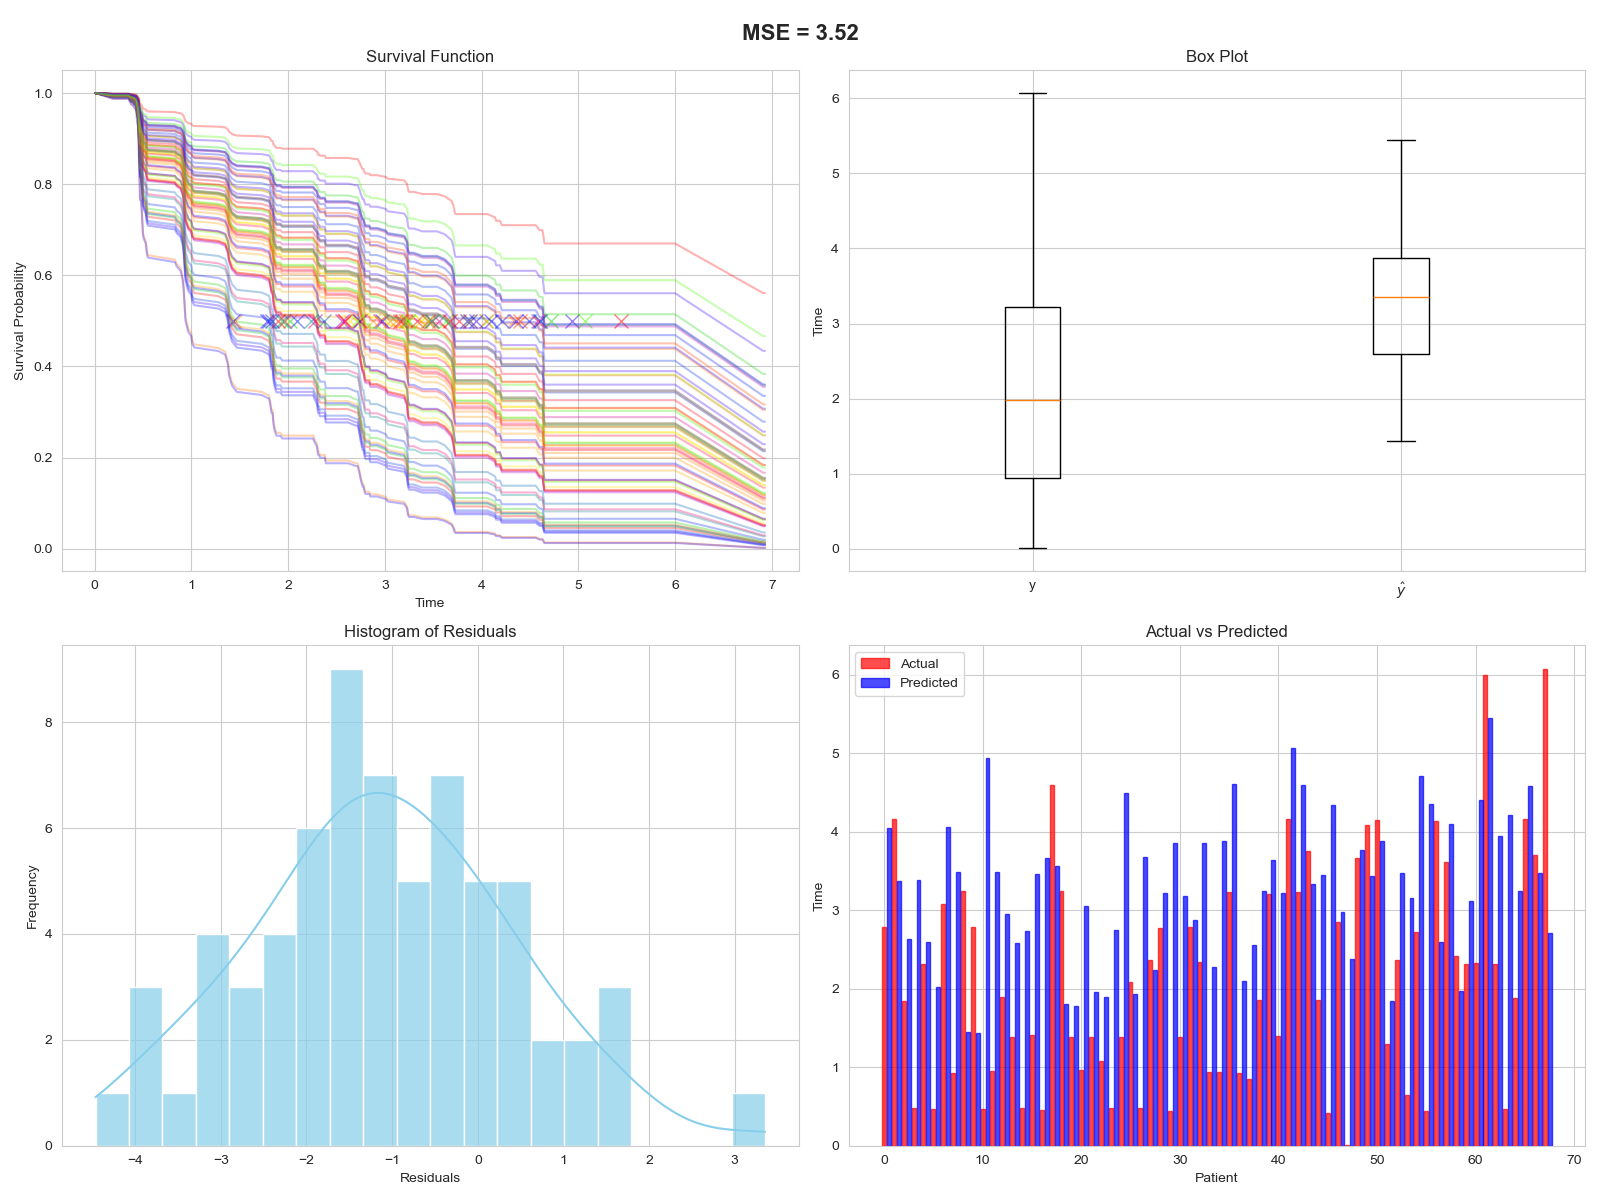 MSE = 3.52
Survival Function
Survival Probability
1.0
0.8
0.6
0.4
0.2
0.0
0 1 2 3 4 5 6 7
Time
Box Plot
Time
6
5
4
3
2
1
0
y ŷ
Histogram of Residuals
Frequency
8
6
4
2
0
−4 −3 −2 −1 0 1 2 3
Residuals
Actual vs Predicted
Actual
Predicted
Time
6
5
4
3
2
1
0
0 10 20 30 40 50 60 70
Patient